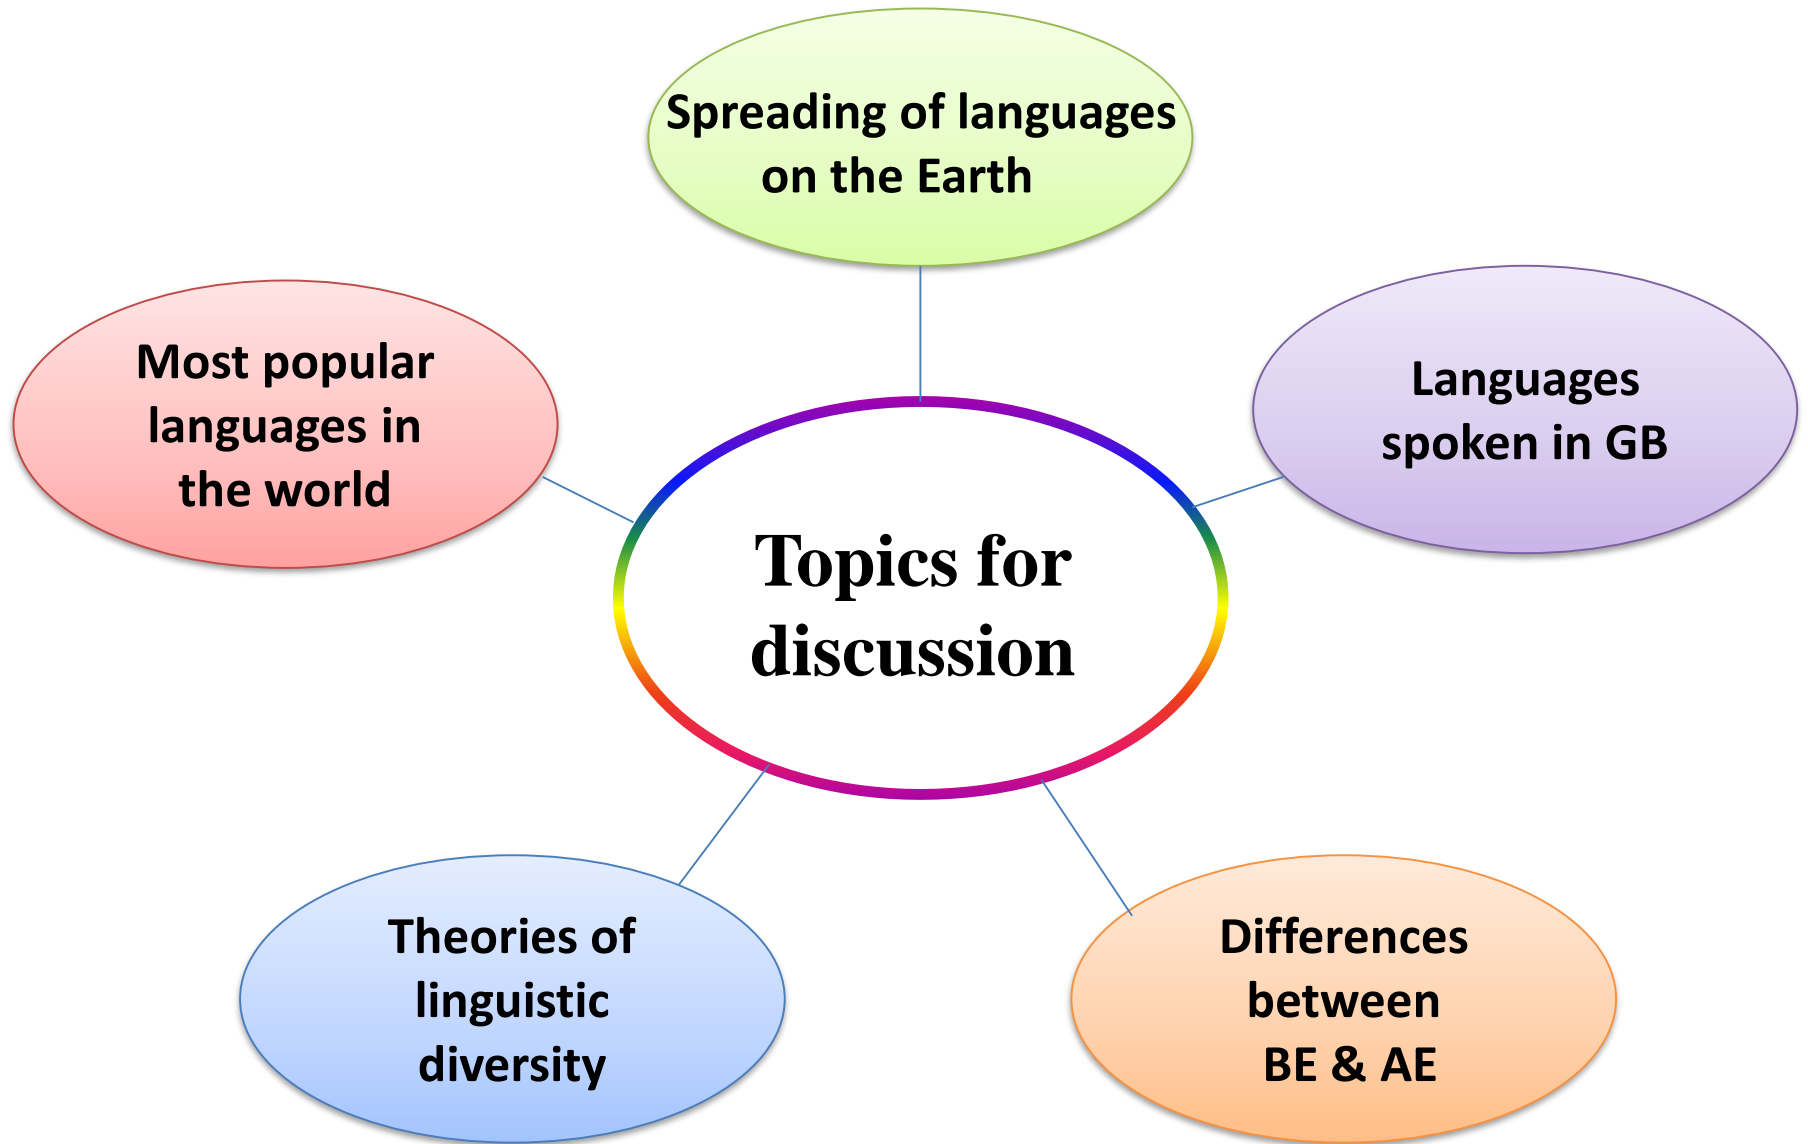 Spreading of languages
on the Earth
Most popular
languages in
the world
Languages
spoken in GB
Topics for
discussion
Theories of
linguistic
diversity
Differences
between
BE & AE